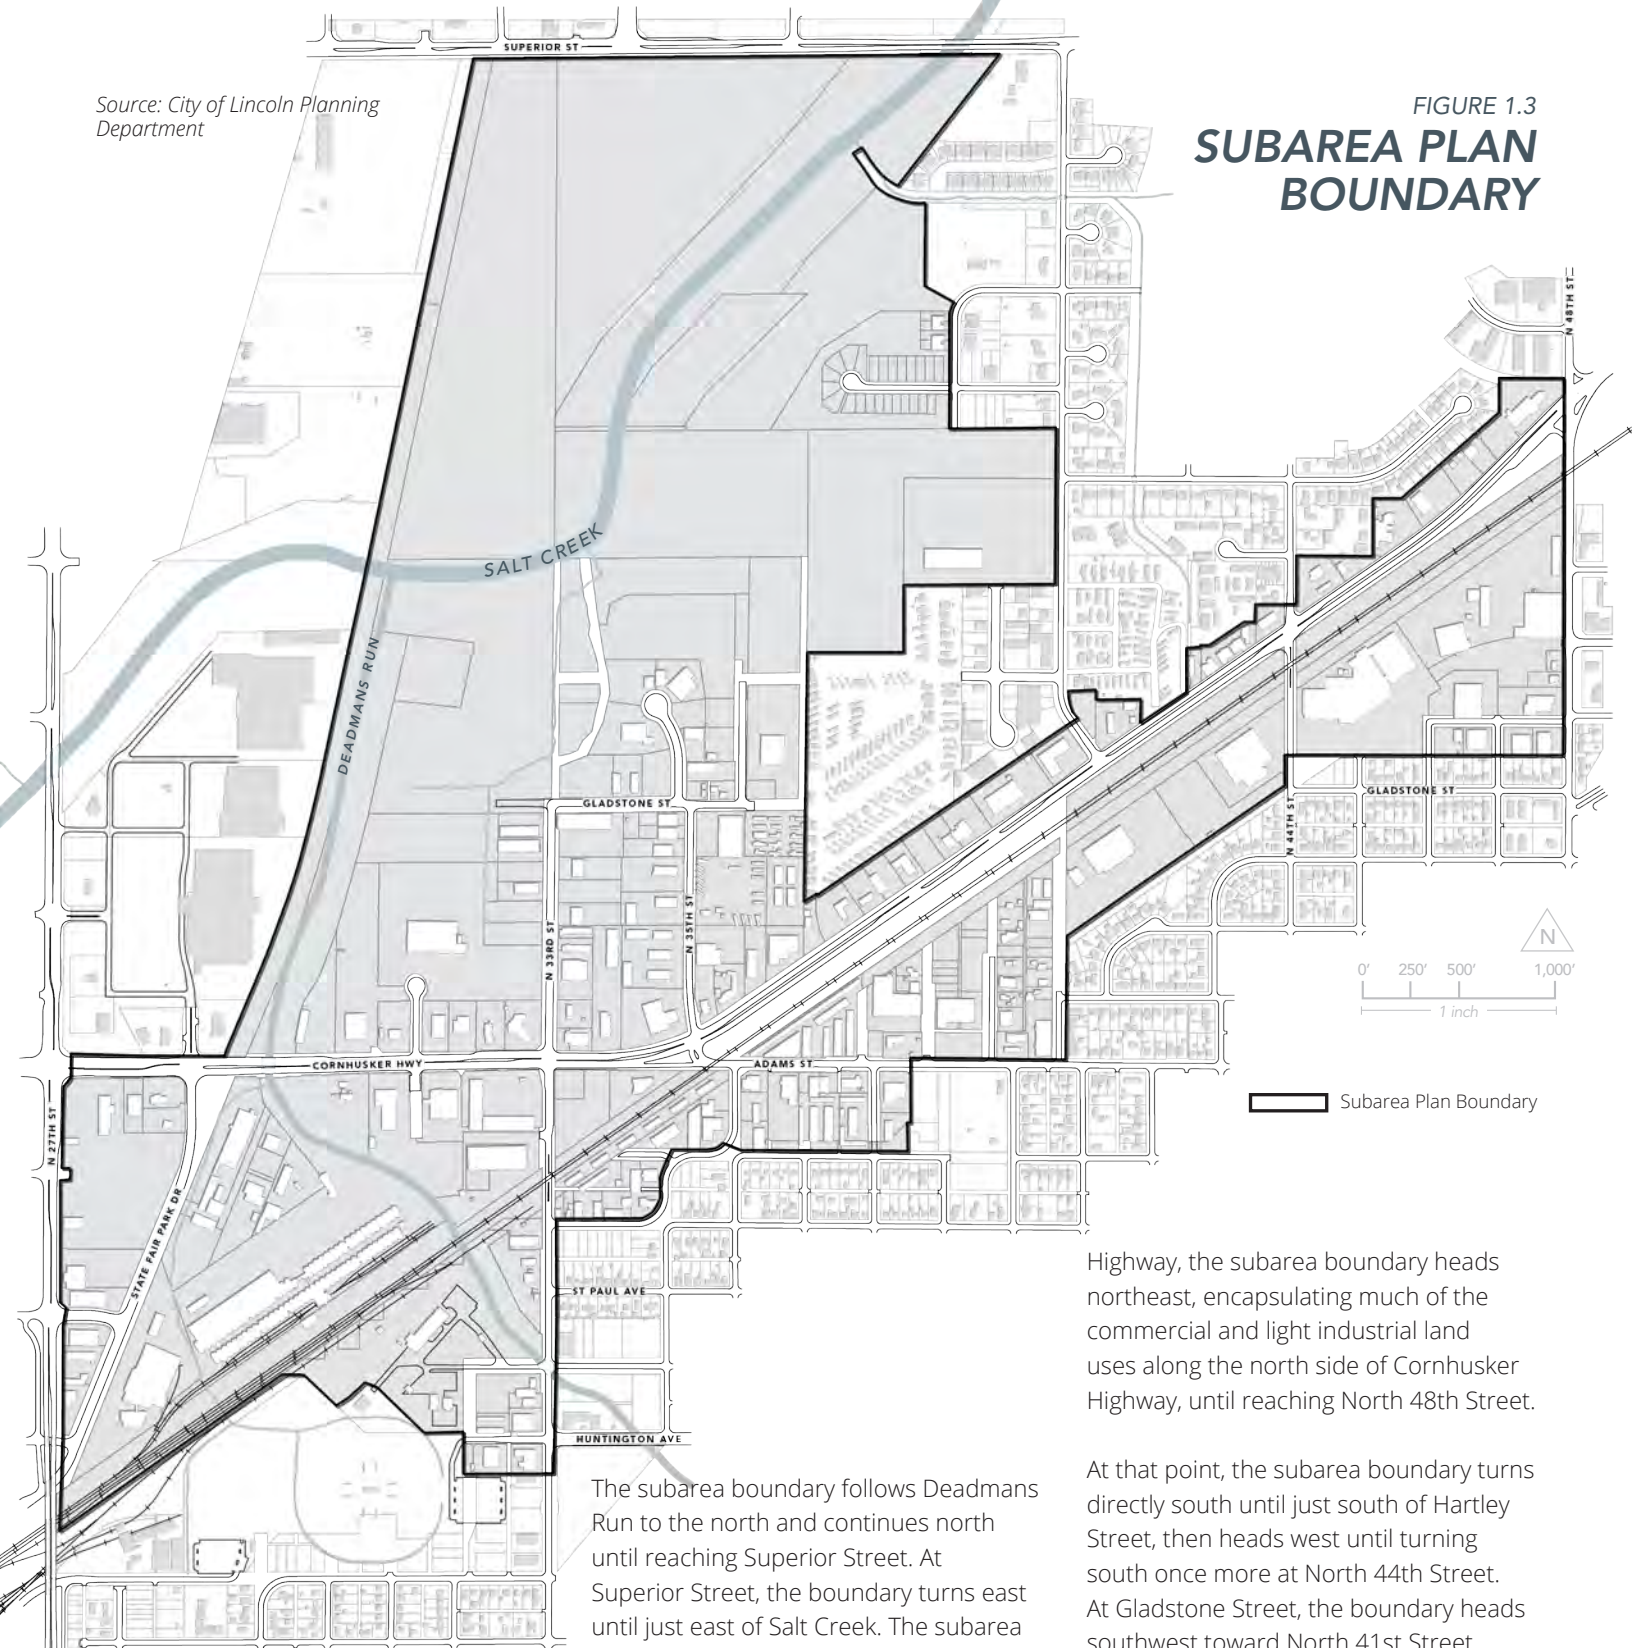 SUPERIOR ST
Source: City of Lincoln Planning
Department
FIGURE 1.3
SUBAREA PLAN
BOUNDARY
N 48TH ST
SALT CREEK
DEADMANS RUN
GLADSTONE ST
GLADSTONE ST
N 44TH ST
N 33RD ST
N 35TH ST
N
0' 250' 500' 1,000'
1 inch
CORNHUSKER HWY
ADAMS ST
Subarea Plan Boundary
N 27TH ST
STATE FAIR PARK DR
ST PAUL AVE
HUNTINGTON AVE
The subarea boundary follows Deadmans
Run to the north and continues north
until reaching Superior Street. At
Superior Street, the boundary turns east
until just east of Salt Creek. The subarea
Highway, the subarea boundary heads
northeast, encapsulating much of the
commercial and light industrial land
uses along the north side of Cornhusker
Highway, until reaching North 48th Street.
At that point, the subarea boundary turns
directly south until just south of Hartley
Street, then heads west until turning
south once more at North 44th Street.
At Gladstone Street, the boundary heads
southwest toward North 41st Street